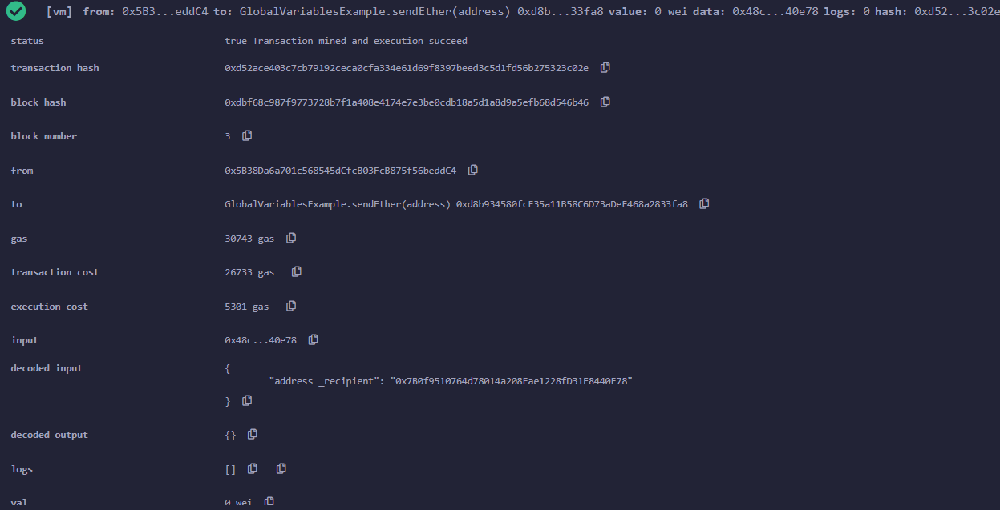 [vm] from: 0x5B3...eddC4 to: GlobalVariablesExample.sendEther(address) 0xd8b...33fa8 value: 0 wei data: 0x48c...40e78 logs: 0 hash: 0xd52...3c02e
status true Transaction mined and execution succeed
transaction hash 0xd52ace403c7cb79192ceca0cfa334e61d69f8397beed3c5d1fd56b275323c02e
block hash 0xdbf68c987f9773728b7f1a408e4174e7e3be0cdb18a5d1a8d9a5efb68d546b46
block number 3
from 0x5B38Da6a701c568545dCfcB03FcB875f56beddC4
to GlobalVariablesExample.sendEther(address) 0xd8b934580fcE35a11B58C6D73aDeE468a2833fa8
gas 30743 gas
transaction cost 26733 gas
execution cost 5301 gas
input 0x48c...40e78
decoded input {
"address _recipient": "0x7B0f9510764d78014a208Eae1228fD31E8440E78"
}
decoded output {}
logs []
val 0 wei